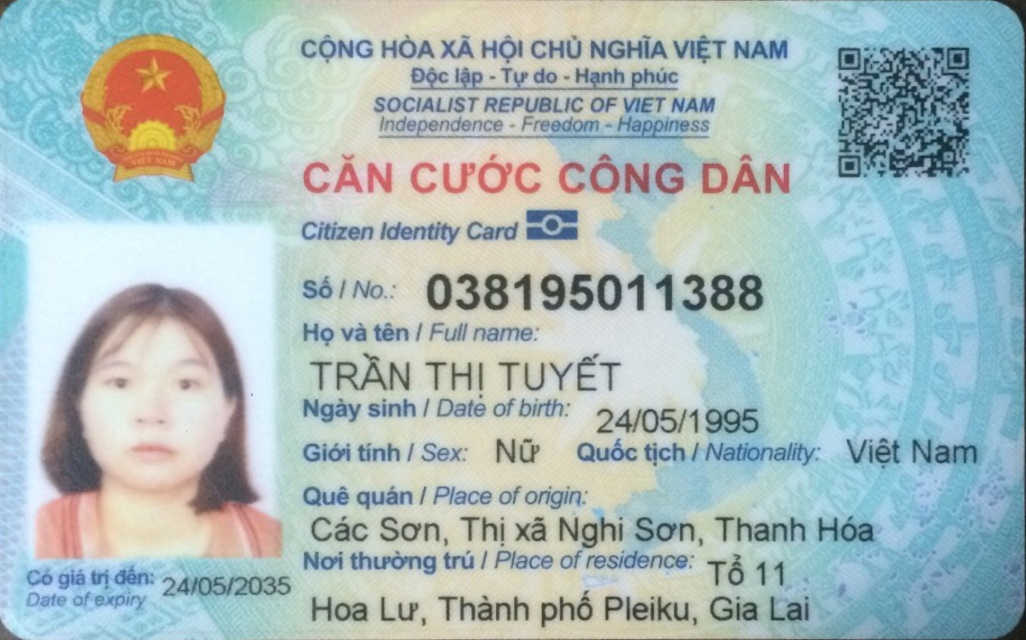 CỘNG HÒA XÃ HỘI CHỦ NGHĨA VIỆT NAM
Độc lập - Tự do - Hạnh phúc
SOCIALIST REPUBLIC OF VIET NAM
Independence - Freedom - Happiness
CĂN CƯỚC CÔNG DÂN
Citizen Identity Card
Số / No.: 038195011388
Họ và tên / Full name:
TRẦN THỊ TUYẾT
Ngày sinh / Date of birth: 24/05/1995
Giới tính / Sex: Nữ Quốc tịch / Nationality: Việt Nam
Quê quán / Place of origin:
Các Sơn, Thị xã Nghi Sơn, Thanh Hóa
Nơi thường trú / Place of residence: Tổ 11
Hoa Lư, Thành phố Pleiku, Gia Lai
Có giá trị đến: 24/05/2035
Date of expiry
VIỆT NAM